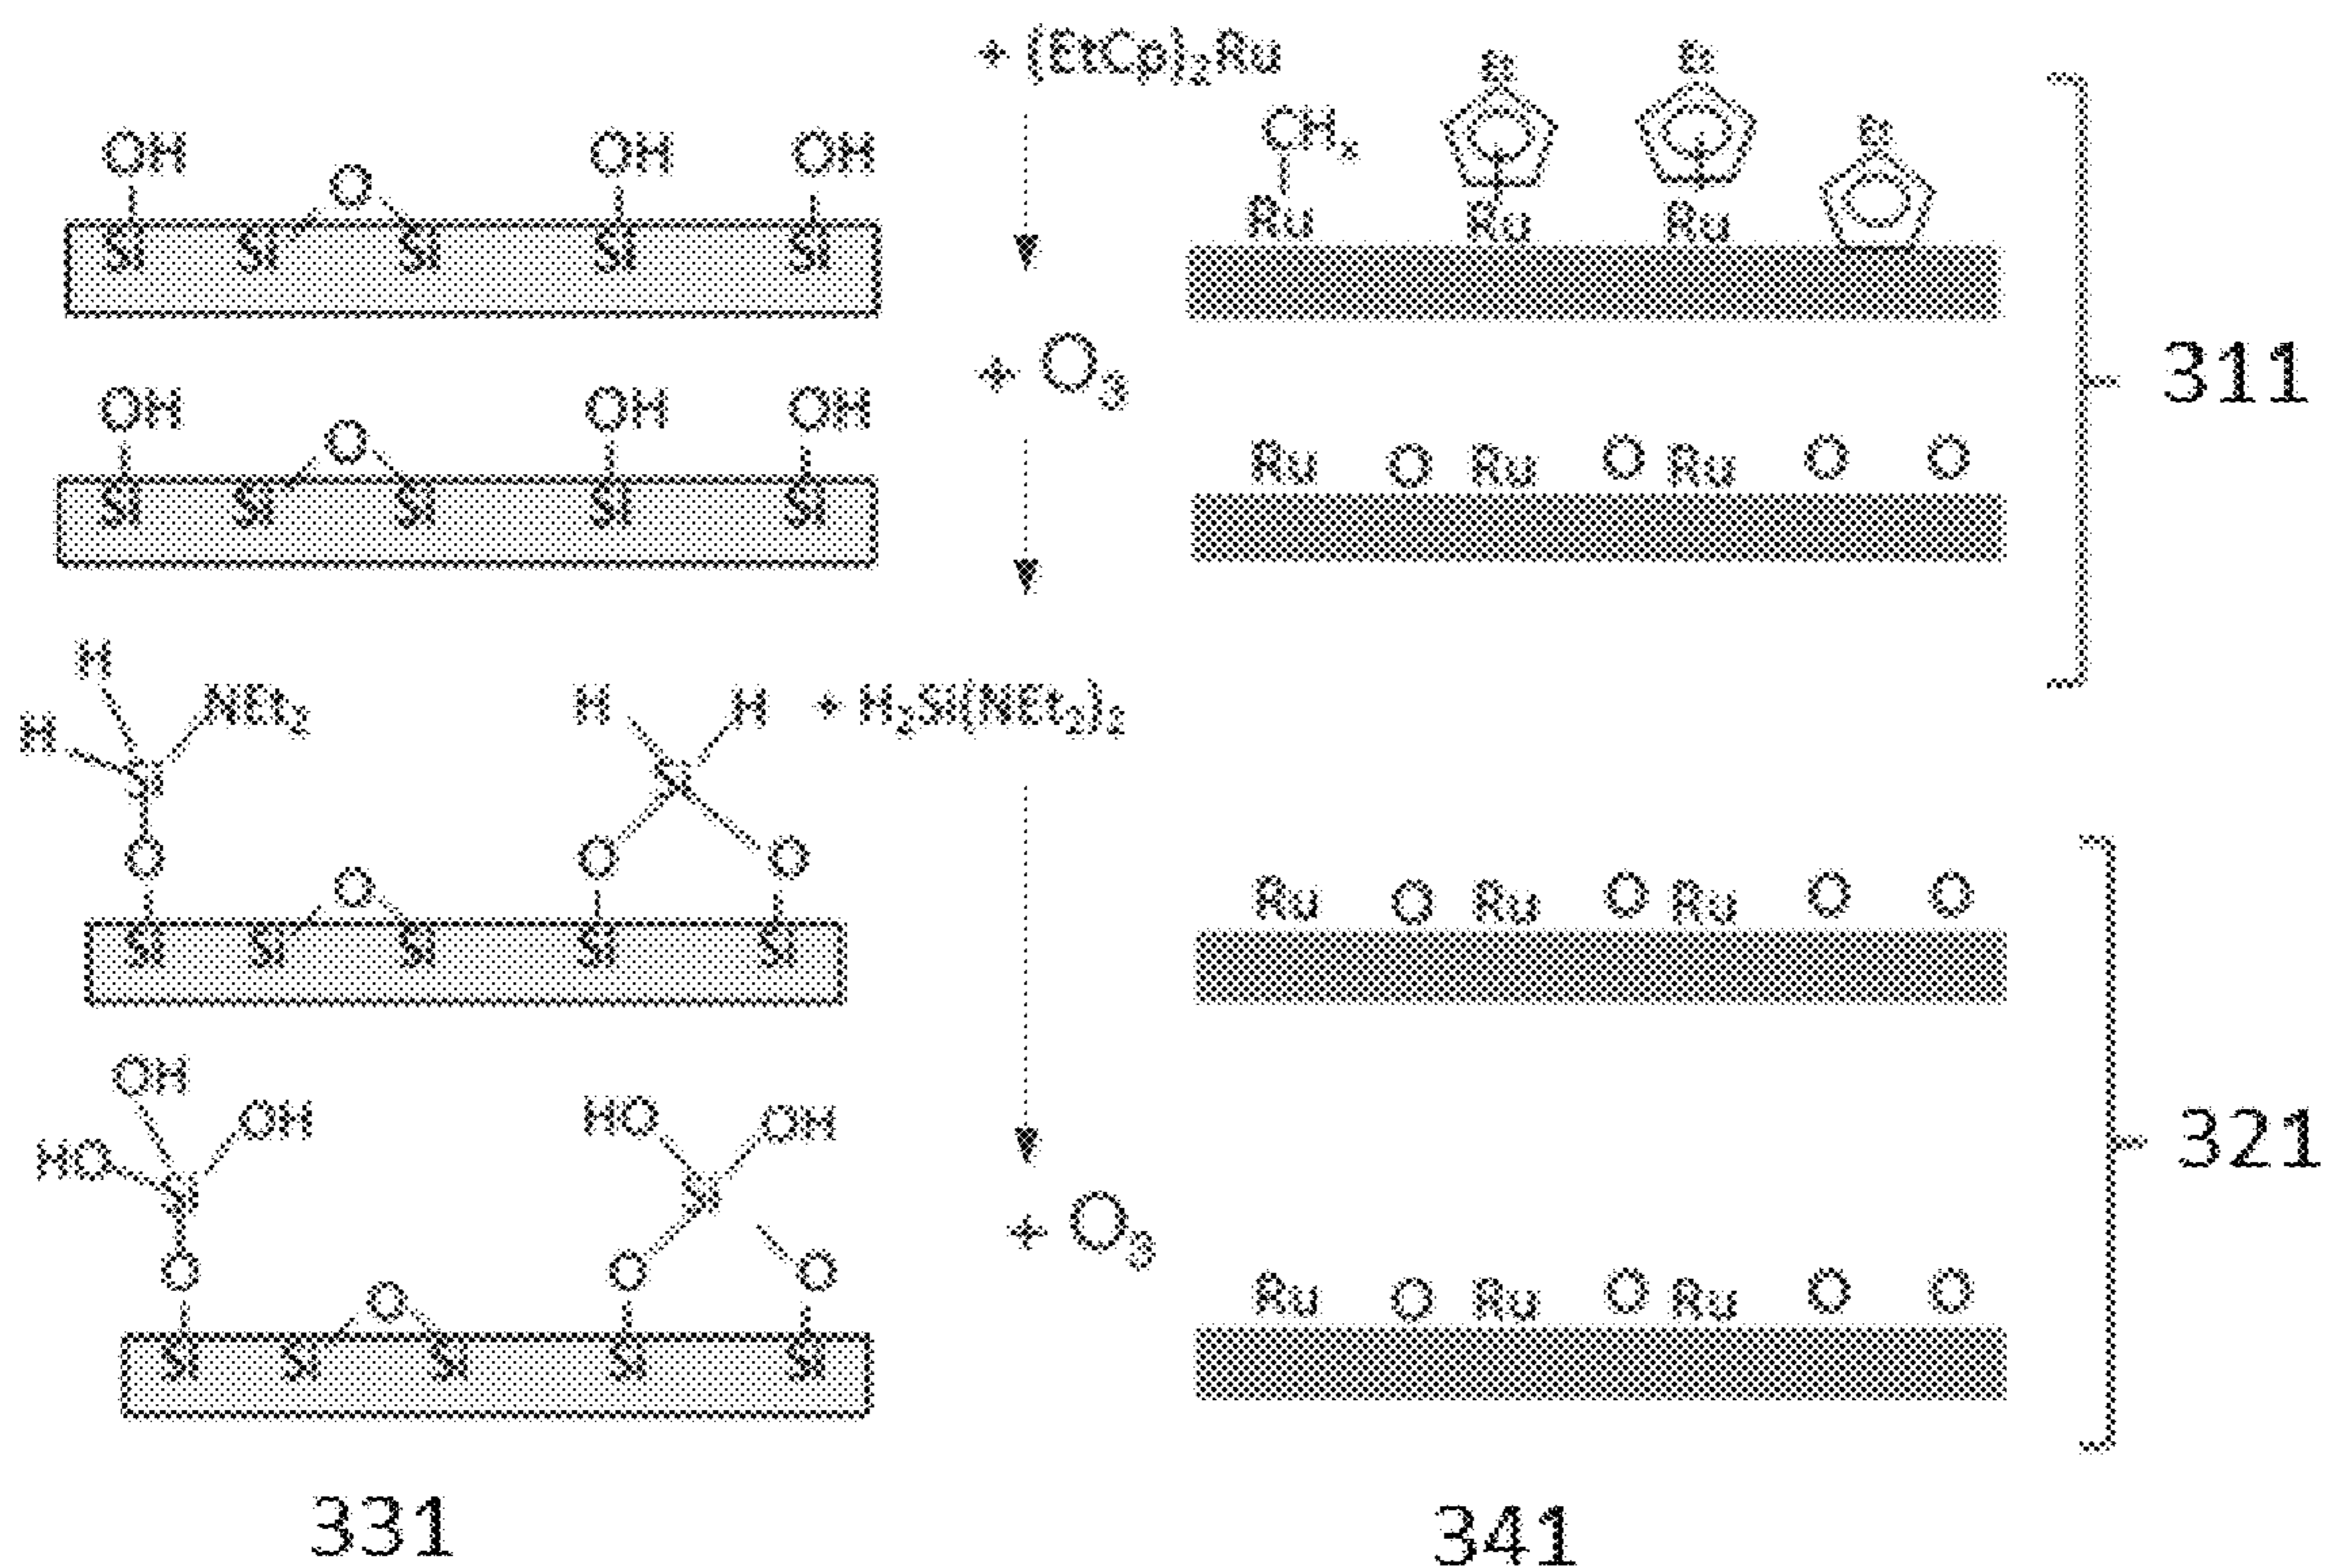 + (EtCp)₂Ru
Et Et
OH OH OH CHₓ Et
O
Si Si Si Si Si Ru Ru Ru
+ O₃ 311
OH OH OH
O Ru O Ru O Ru O O
Si Si Si Si Si
H
H NEt₂ H H + H₂Si(NEt₂)₂
Si Si
O O O
O Ru O Ru O Ru O O
Si Si Si Si Si
OH
HO OH HO OH 321
Si Si + O₃
O O O
O Ru O Ru O Ru O O
Si Si Si Si Si
331 341